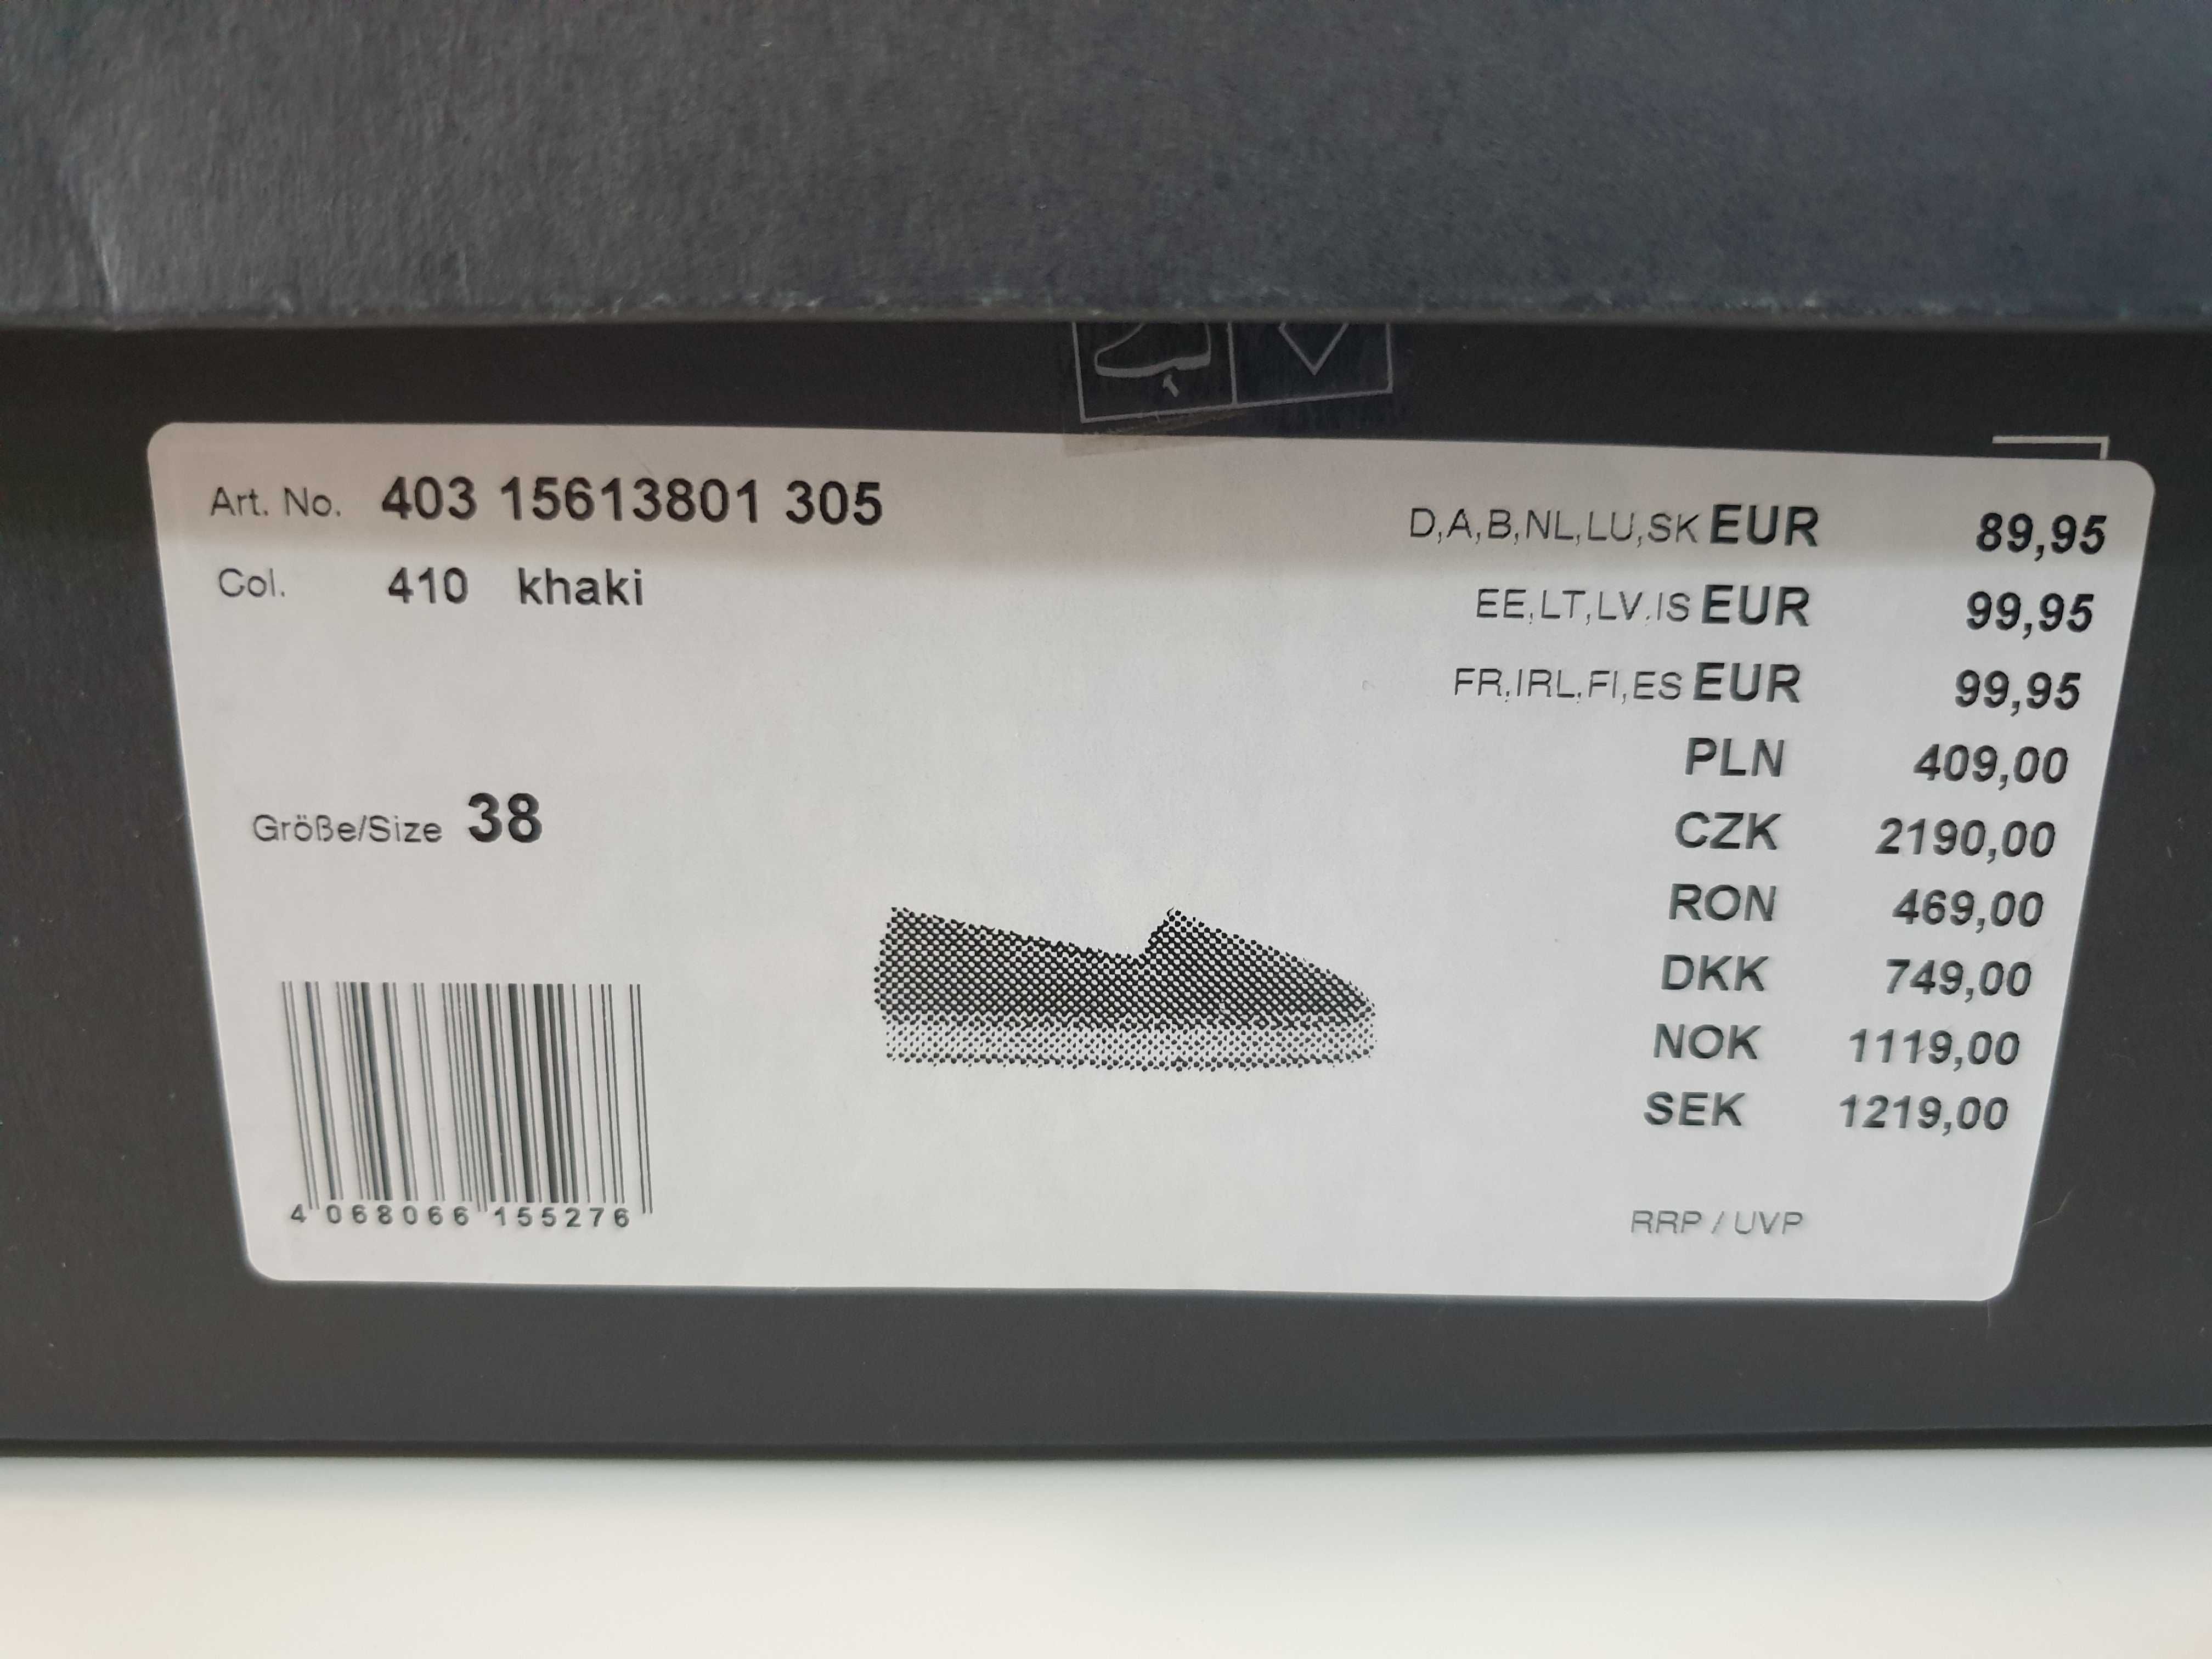 Art. No. 403 15613801 305
Col. 410 khaki
Größe/Size 38
4 068066 155276
D,A,B,NL,LU,SK EUR 89,95
EE,LT,LV,IS EUR 99,95
FR,IRL,FI,ES EUR 99,95
PLN 409,00
CZK 2190,00
RON 469,00
DKK 749,00
NOK 1119,00
SEK 1219,00
RRP / UVP